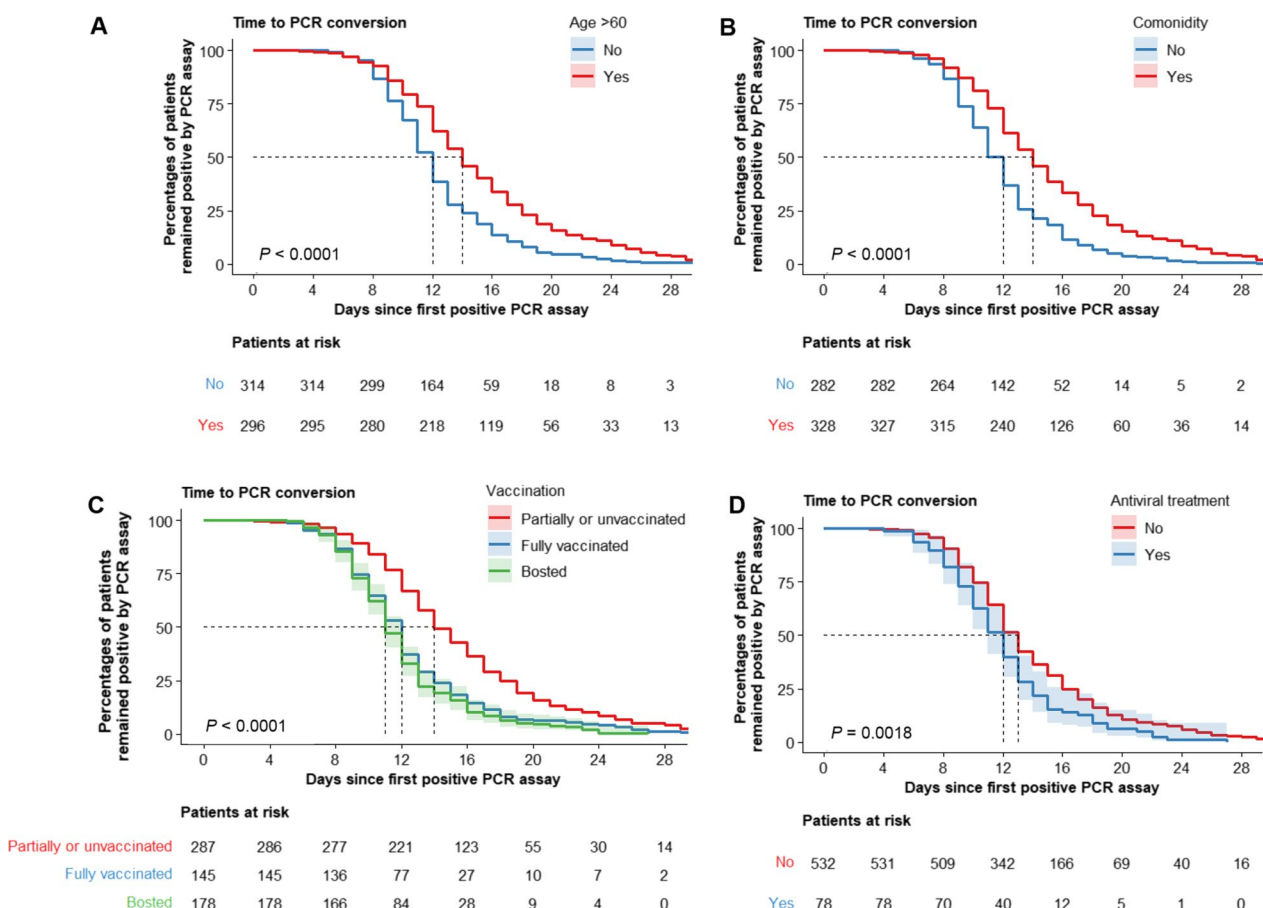 A
Time to PCR conversion
Age >60
No
Yes
Percentages of patients
remained positive by PCR assay
100
75
50
25
0
P < 0.0001
0 4 8 12 16 20 24 28
Days since first positive PCR assay
Patients at risk
No 314 314 299 164 59 18 8 3
Yes 296 295 280 218 119 56 33 13
B
Time to PCR conversion
Comonidity
No
Yes
Percentages of patients
remained positive by PCR assay
100
75
50
25
0
P < 0.0001
0 4 8 12 16 20 24 28
Days since first positive PCR assay
Patients at risk
No 282 282 264 142 52 14 5 2
Yes 328 327 315 240 126 60 36 14
C
Time to PCR conversion
Vaccination
Partially or unvaccinated
Fully vaccinated
Bosted
Percentages of patients
remained positive by PCR assay
100
75
50
25
0
P < 0.0001
0 4 8 12 16 20 24 28
Days since first positive PCR assay
Patients at risk
Partially or unvaccinated 287 286 277 221 123 55 30 14
Fully vaccinated 145 145 136 77 27 10 7 2
Bosted 178 178 166 84 28 9 4 0
D
Time to PCR conversion
Antiviral treatment
No
Yes
Percentages of patients
remained positive by PCR assay
100
75
50
25
0
P = 0.0018
0 4 8 12 16 20 24 28
Days since first positive PCR assay
Patients at risk
No 532 531 509 342 166 69 40 16
Yes 78 78 70 40 12 5 1 0